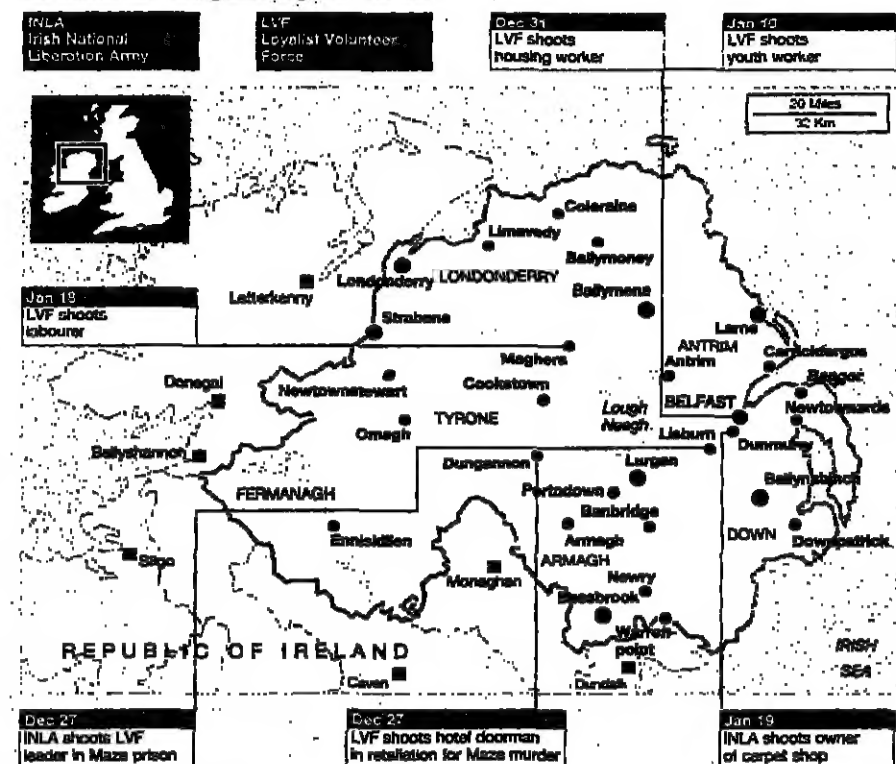 INLA
Irish National
Liberation Army
LVF
Loyalist Volunteer
Force
Dec 31
LVF shoots
housing worker
Jan 10
LVF shoots
youth worker
20 Miles
32 Km
Coleraine
Limavady
Ballymoney
Londonderry
LONDONDERRY
Letterkenny
Ballymena
Jan 18
LVF shoots
labourer
Strabane
Larne
ANTRIM
Maghera
Carrickfergus
Antrim
Bangor
Donegal
Newtownstewart
Cookstown
BELFAST
Newtownards
Lough
Neagh
TYRONE
Omagh
Lisburn
Dunmurry
Ballyshannon
Dungannon
Lurgan
Ballynahinch
FERMANAGH
Portadown
Banbridge
Enniskillen
Armagh
DOWN
Downpatrick
Sligo
ARMAGH
Monaghan
Newry
Bessbrook
Warren-
point
REPUBLIC OF IRELAND
IRISH
SEA
Cavan
Dundalk
Dec 27
INLA shoots LVF
leader in Maze prison
Dec 27
LVF shoots hotel doorman
in retaliation for Maze murder
Jan 19
INLA shoots owner
of carpet shop